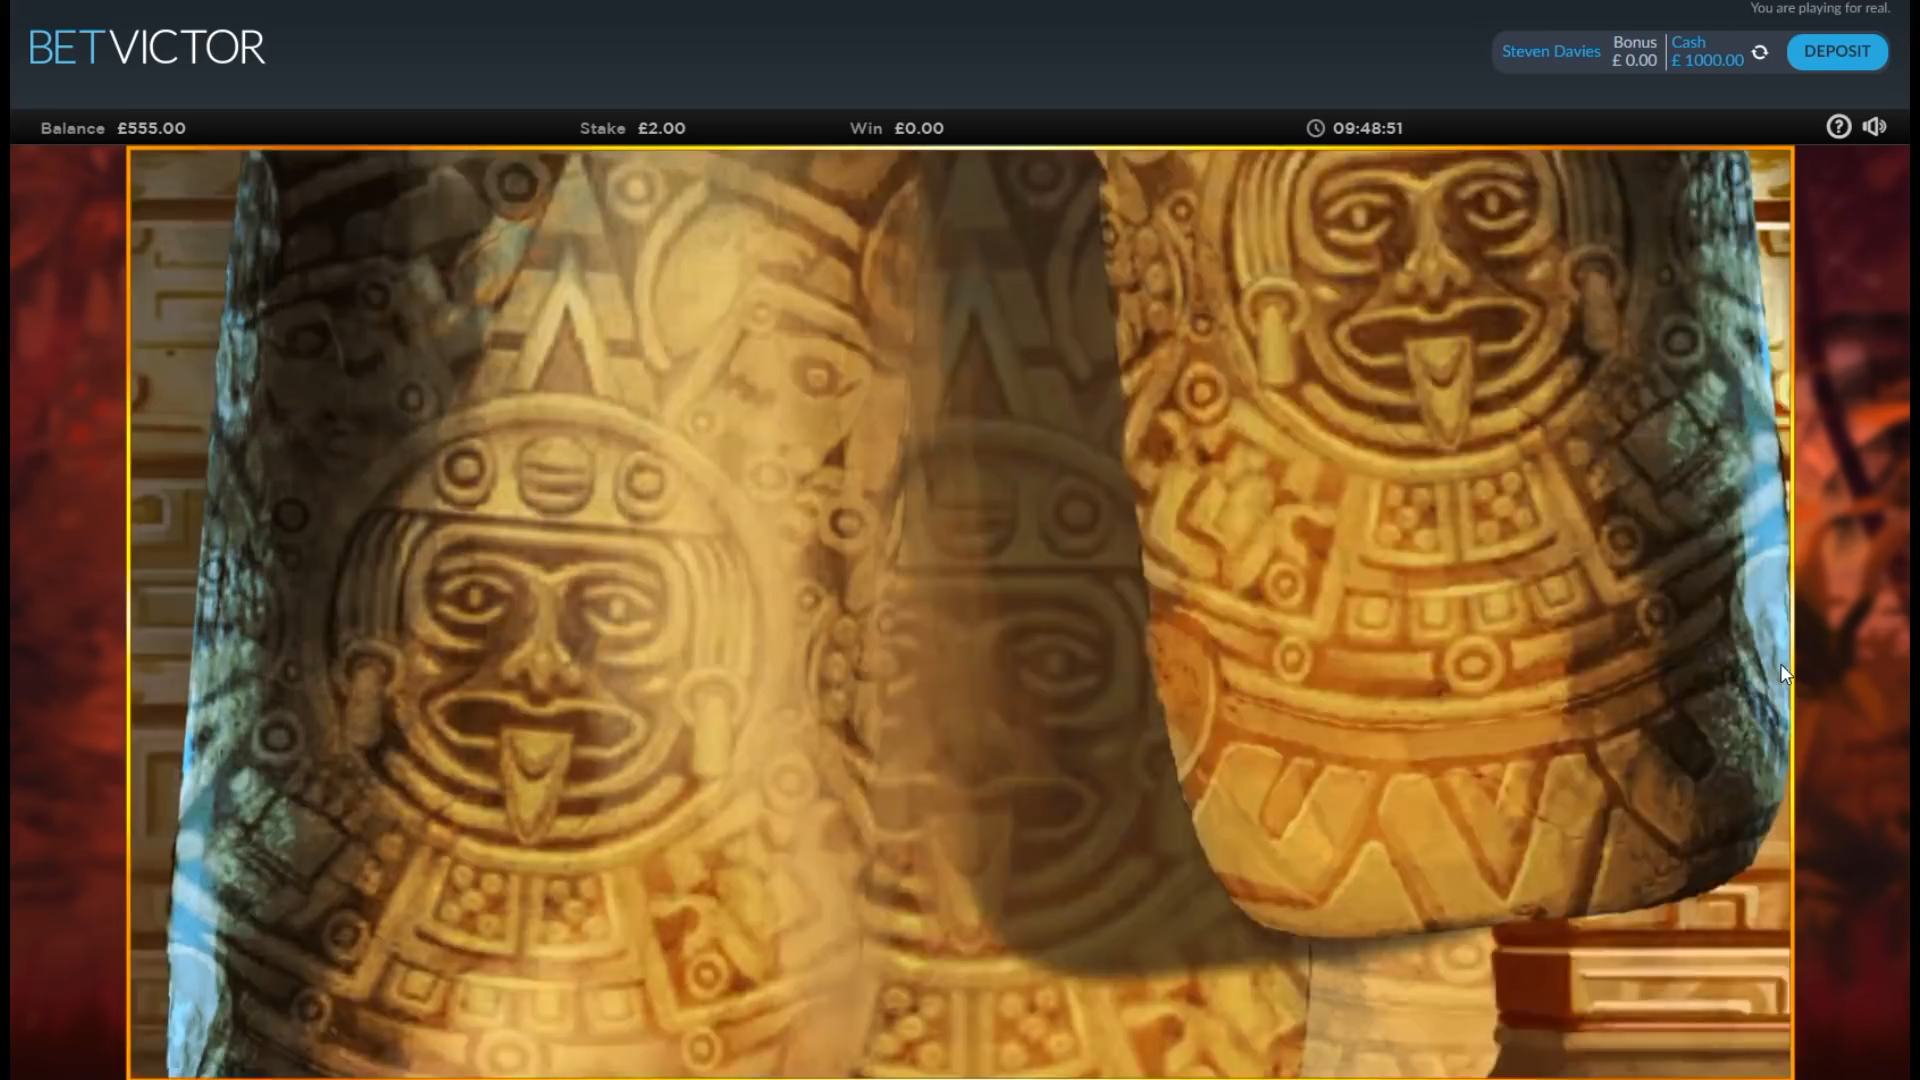 You are playing for real.
BETVICTOR
Steven Davies
Bonus
£ 0.00
Cash
£ 1000.00
DEPOSIT
Balance £555.00
Stake £2.00
Win £0.00
09:48:51
?